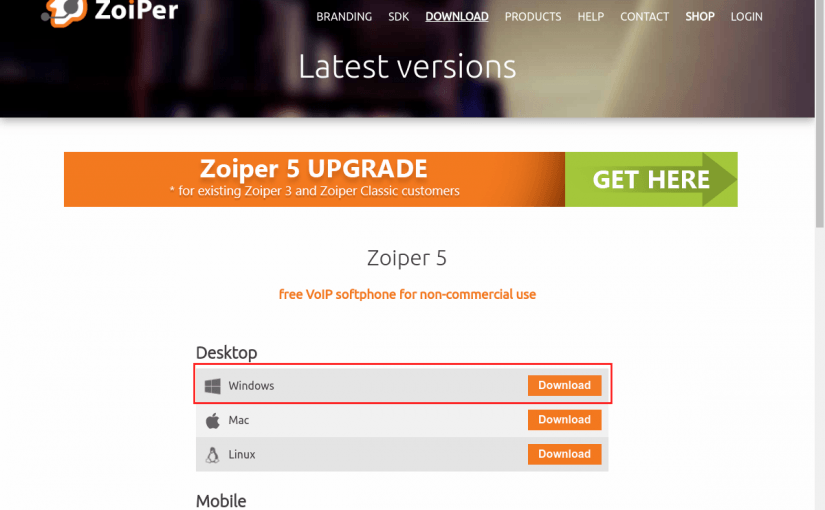 ZoiPer
BRANDING SDK DOWNLOAD PRODUCTS HELP CONTACT SHOP LOGIN
Latest versions
Zoiper 5 UPGRADE
* for existing Zoiper 3 and Zoiper Classic customers
GET HERE
Zoiper 5
free VoIP softphone for non-commercial use
Desktop
Windows Download
Mac Download
Linux Download
Mobile